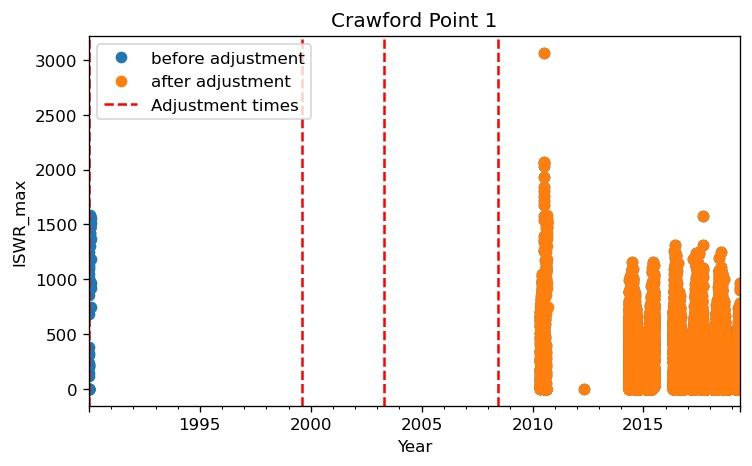 Crawford Point 1
before adjustment
after adjustment
Adjustment times
ISWR_max
3000
2500
2000
1500
1000
500
0
1995
2000
2005
2010
2015
Year